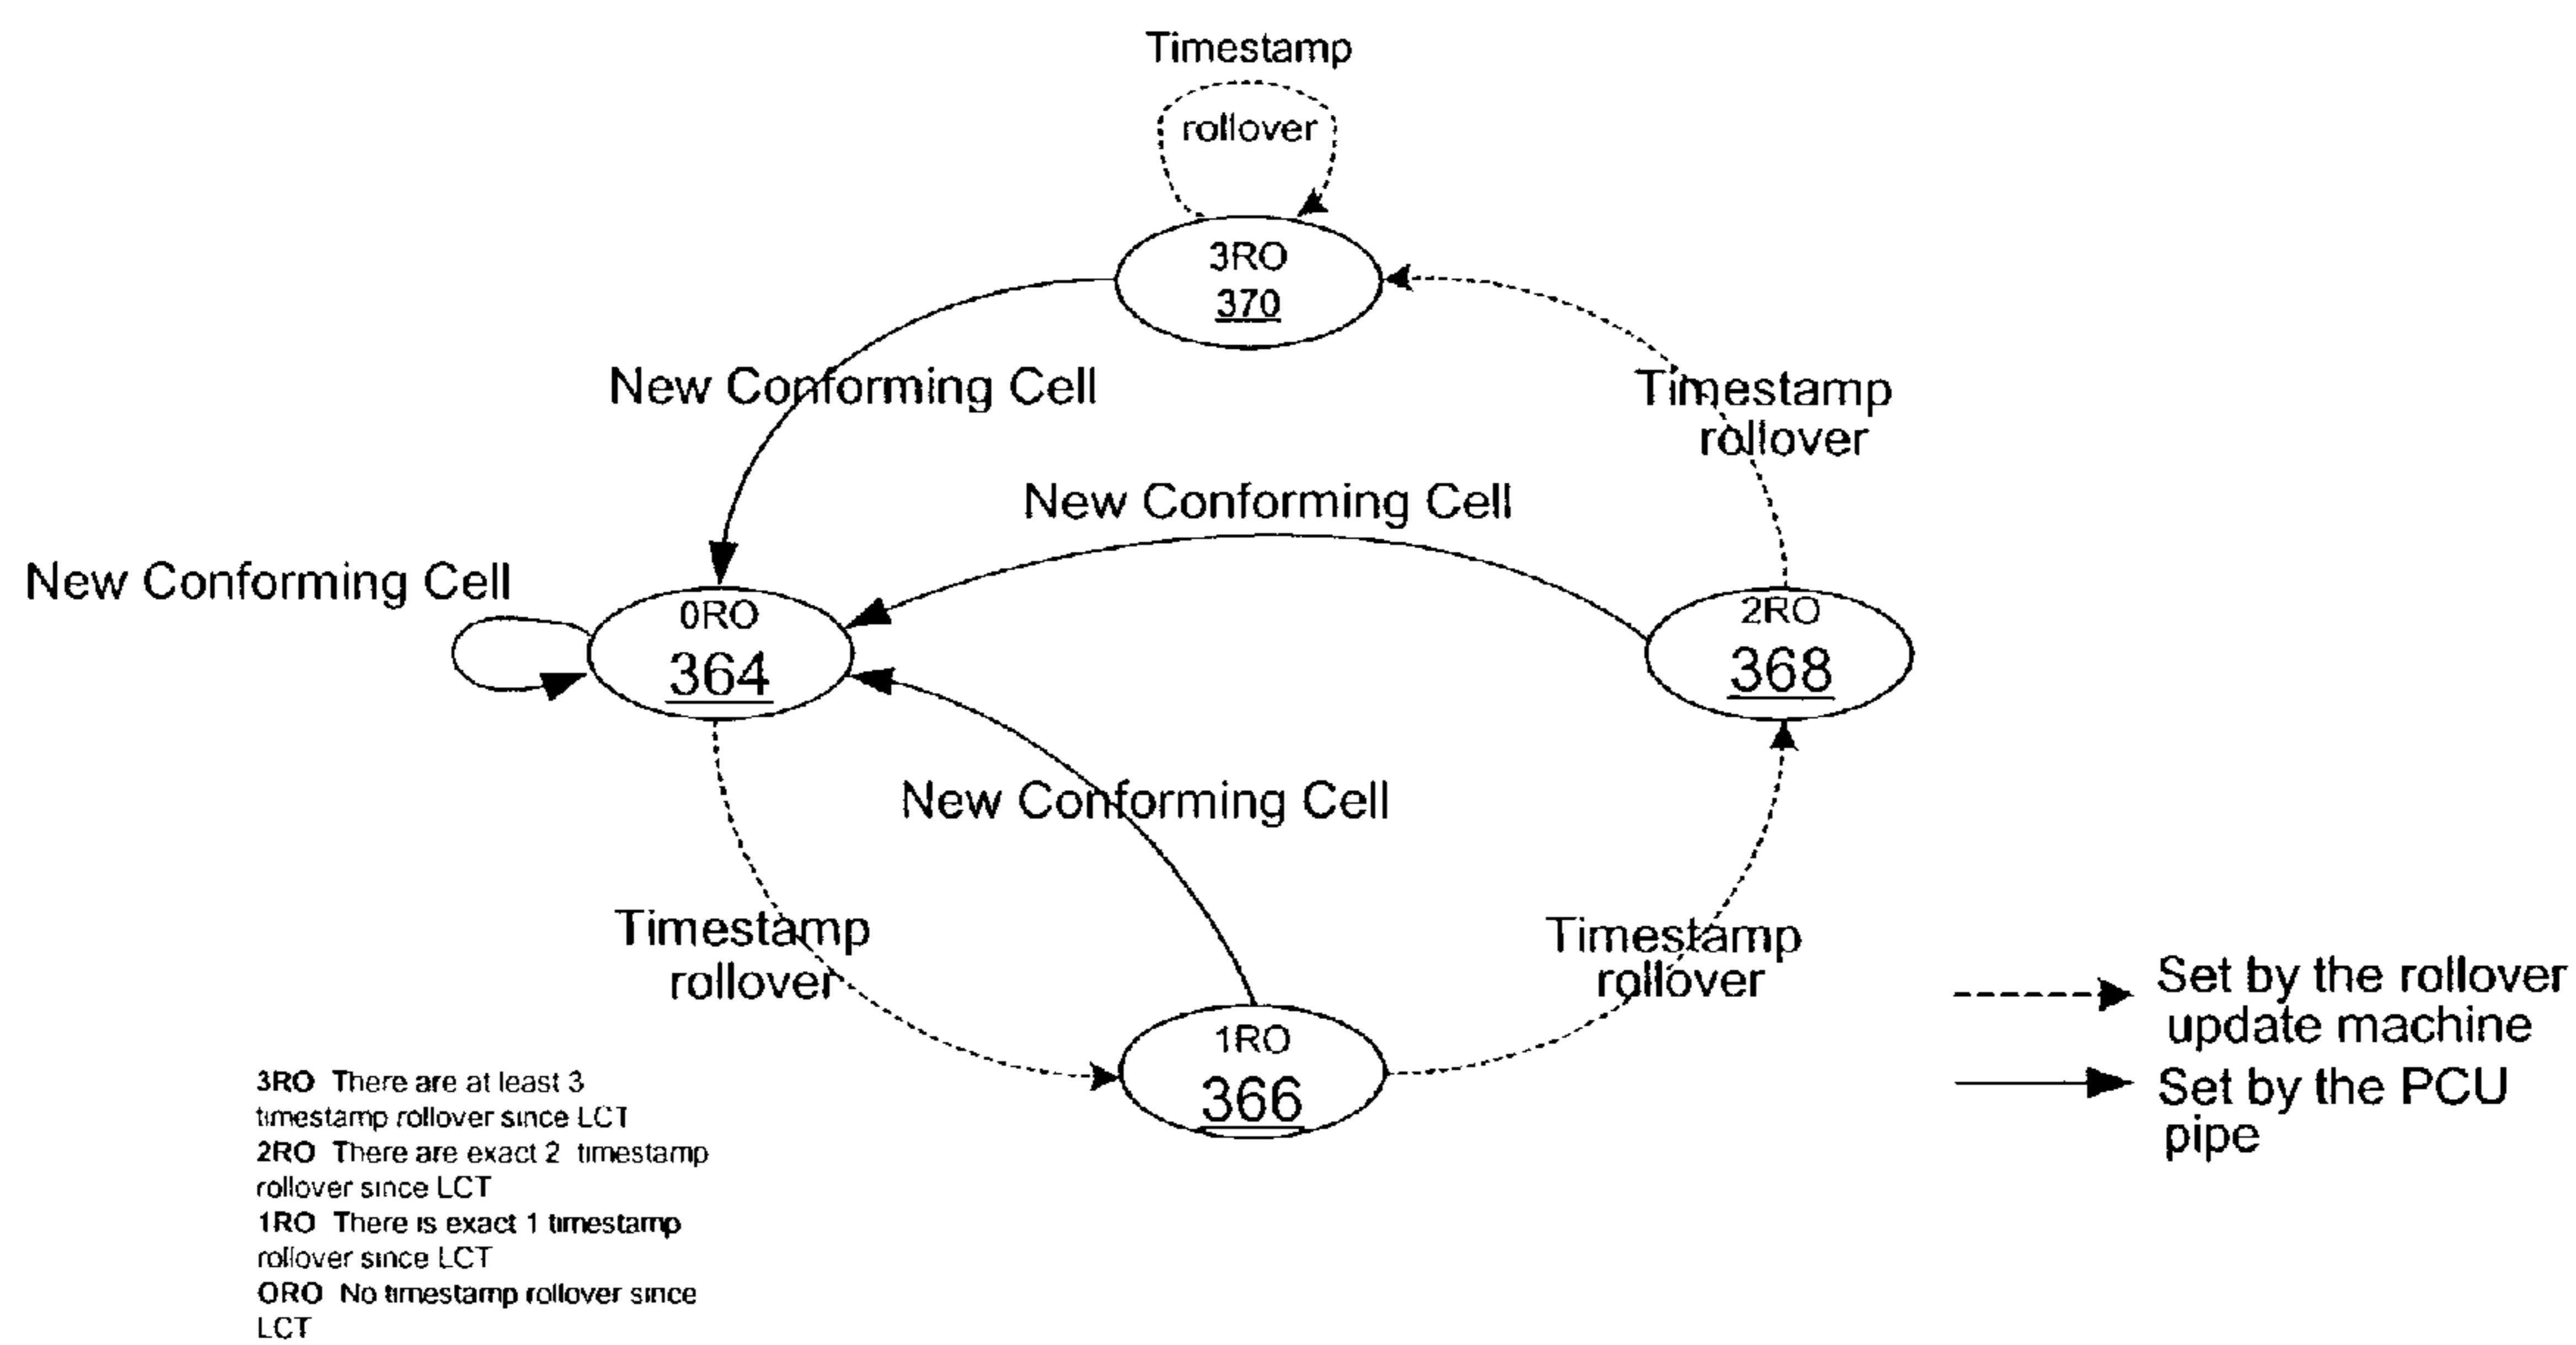 Timestamp
rollover
3RO
370
New Conforming Cell
Timestamp
rollover
New Conforming Cell
New Conforming Cell
0RO
364
2RO
368
New Conforming Cell
Timestamp
rollover
Timestamp
rollover
1RO
366
Set by the rollover
update machine
Set by the PCU
pipe
3RO There are at least 3
timestamp rollover since LCT
2RO There are exact 2 timestamp
rollover since LCT
1RO There is exact 1 timestamp
rollover since LCT
0RO No timestamp rollover since
LCT